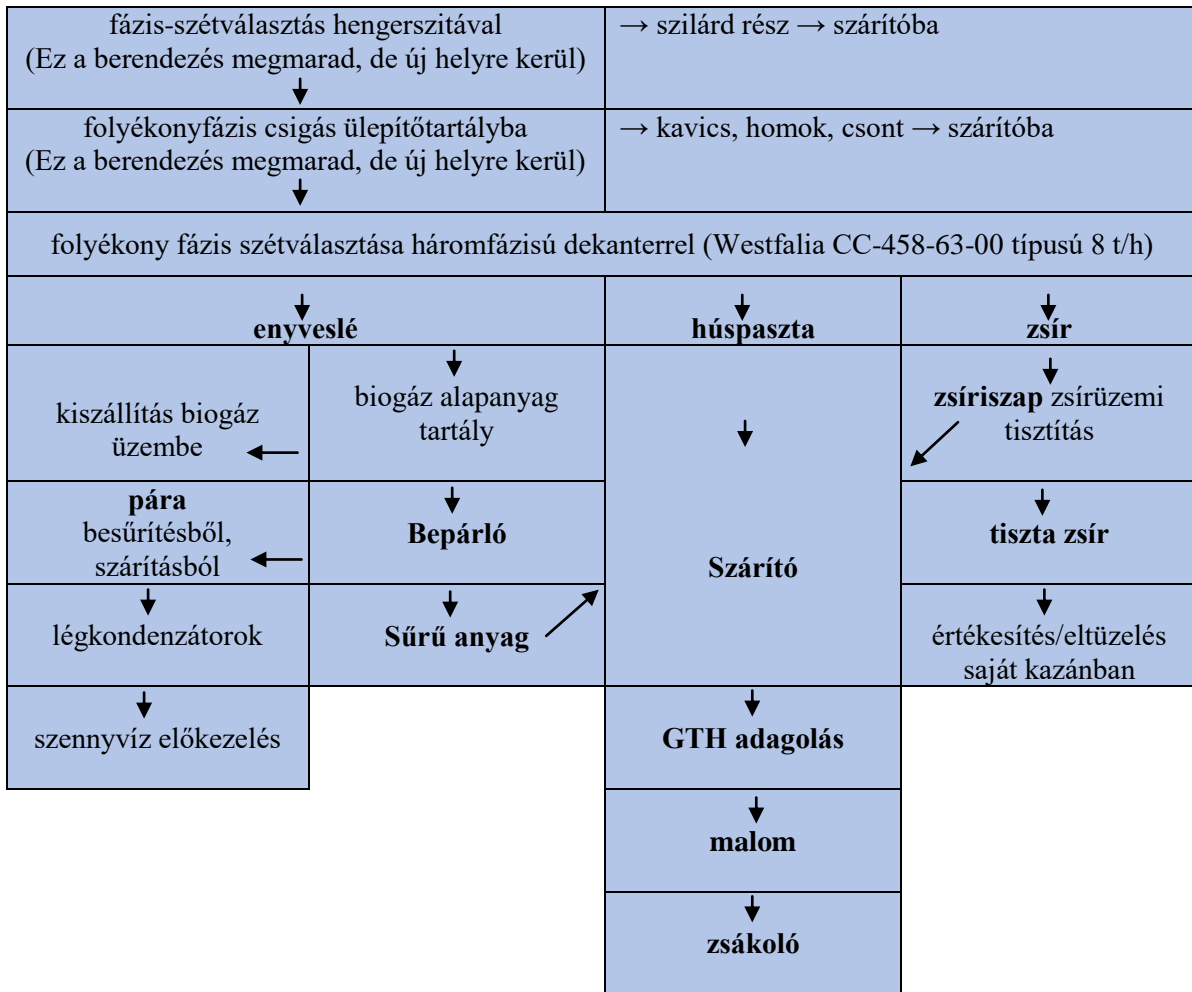 fázis-szétválasztás hengerszitával
(Ez a berendezés megmarad, de új helyre kerül)
→ szilárd rész → szárítóba
folyékonyfázis csigás ülepítőtartályba
(Ez a berendezés megmarad, de új helyre kerül)
→ kavics, homok, csont → szárítóba
folyékony fázis szétválasztása háromfázisú dekanterrel (Westfalia CC-458-63-00 típusú 8 t/h)
enyveslé
húspaszta
zsír
kiszállítás biogáz
üzembe
biogáz alapanyag
tartály
zsíriszap zsírüzemi
tisztítás
pára
besűrítésből,
szárításból
Bepárló
Szárító
tiszta zsír
légkondenzátorok
Sűrű anyag
értékesítés/eltüzelés
saját kazánban
szennyvíz előkezelés
GTH adagolás
malom
zsákoló